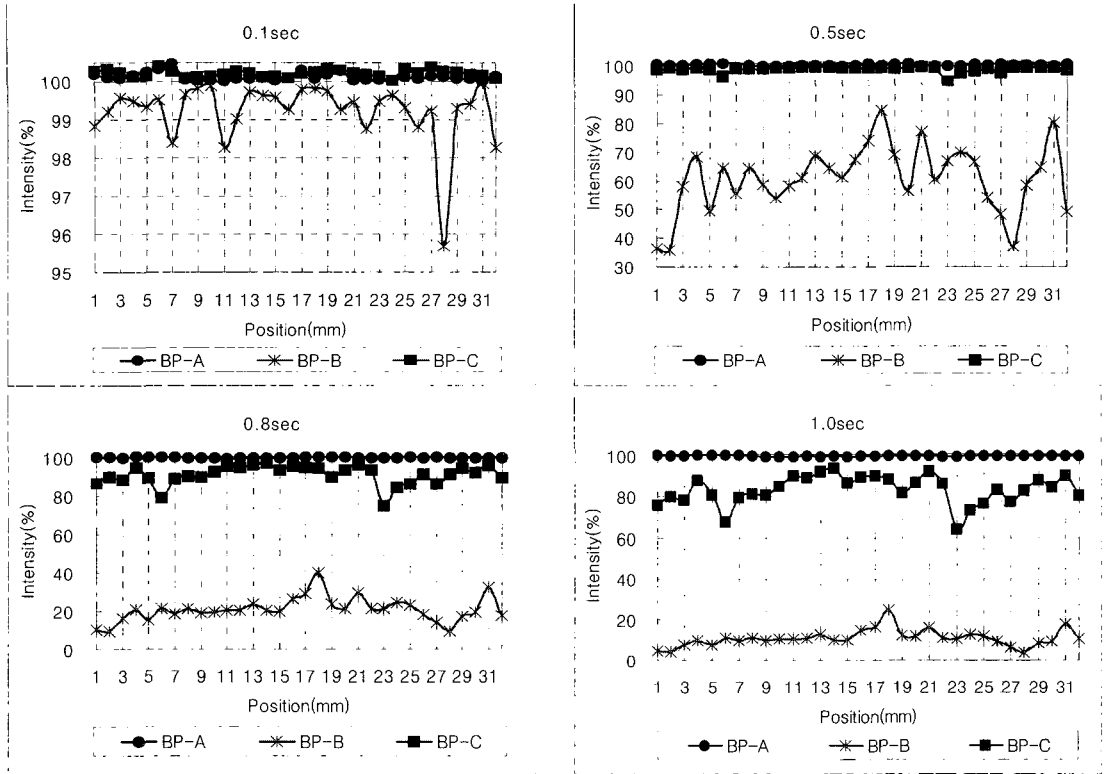 0.1sec
100
99
98
97
96
95
Intensity(%)
1 3 5 7 9 11 13 15 17 19 21 23 25 27 29 31
Position(mm)
BP-A BP-B BP-C
0.5sec
100
90
80
70
60
50
40
30
Intensity(%)
1 3 5 7 9 11 13 15 17 19 21 23 25 27 29 31
Position(mm)
BP-A BP-B BP-C
0.8sec
100
80
60
40
20
0
Intensity(%)
1 3 5 7 9 11 13 15 17 19 21 23 25 27 29 31
Position(mm)
BP-A BP-B BP-C
1.0sec
100
80
60
40
20
0
Intensity(%)
1 3 5 7 9 11 13 15 17 19 21 23 25 27 29 31
Position(mm)
BP-A BP-B BP-C